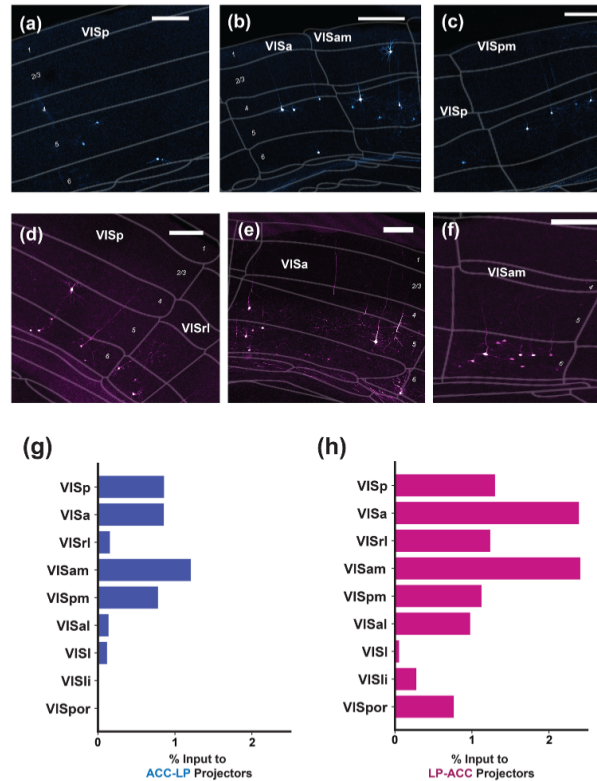 (a)
VISp
1
2/3
4
5
6
(b)
VISa
VISam
1
2/3
4
5
6
(c)
VISpm
VISp
(d)
VISp
VISrl
1
2/3
4
5
6
(e)
VISa
1
2/3
4
5
6
(f)
VISam
4
5
6
(g)
VISp
VISa
VISrl
VISam
VISpm
VISal
VISl
VISli
VISpor
0
1
2
% Input to
ACC-LP Projectors
(h)
VISp
VISa
VISrl
VISam
VISpm
VISal
VISl
VISli
VISpor
0
1
2
% Input to
LP-ACC Projectors